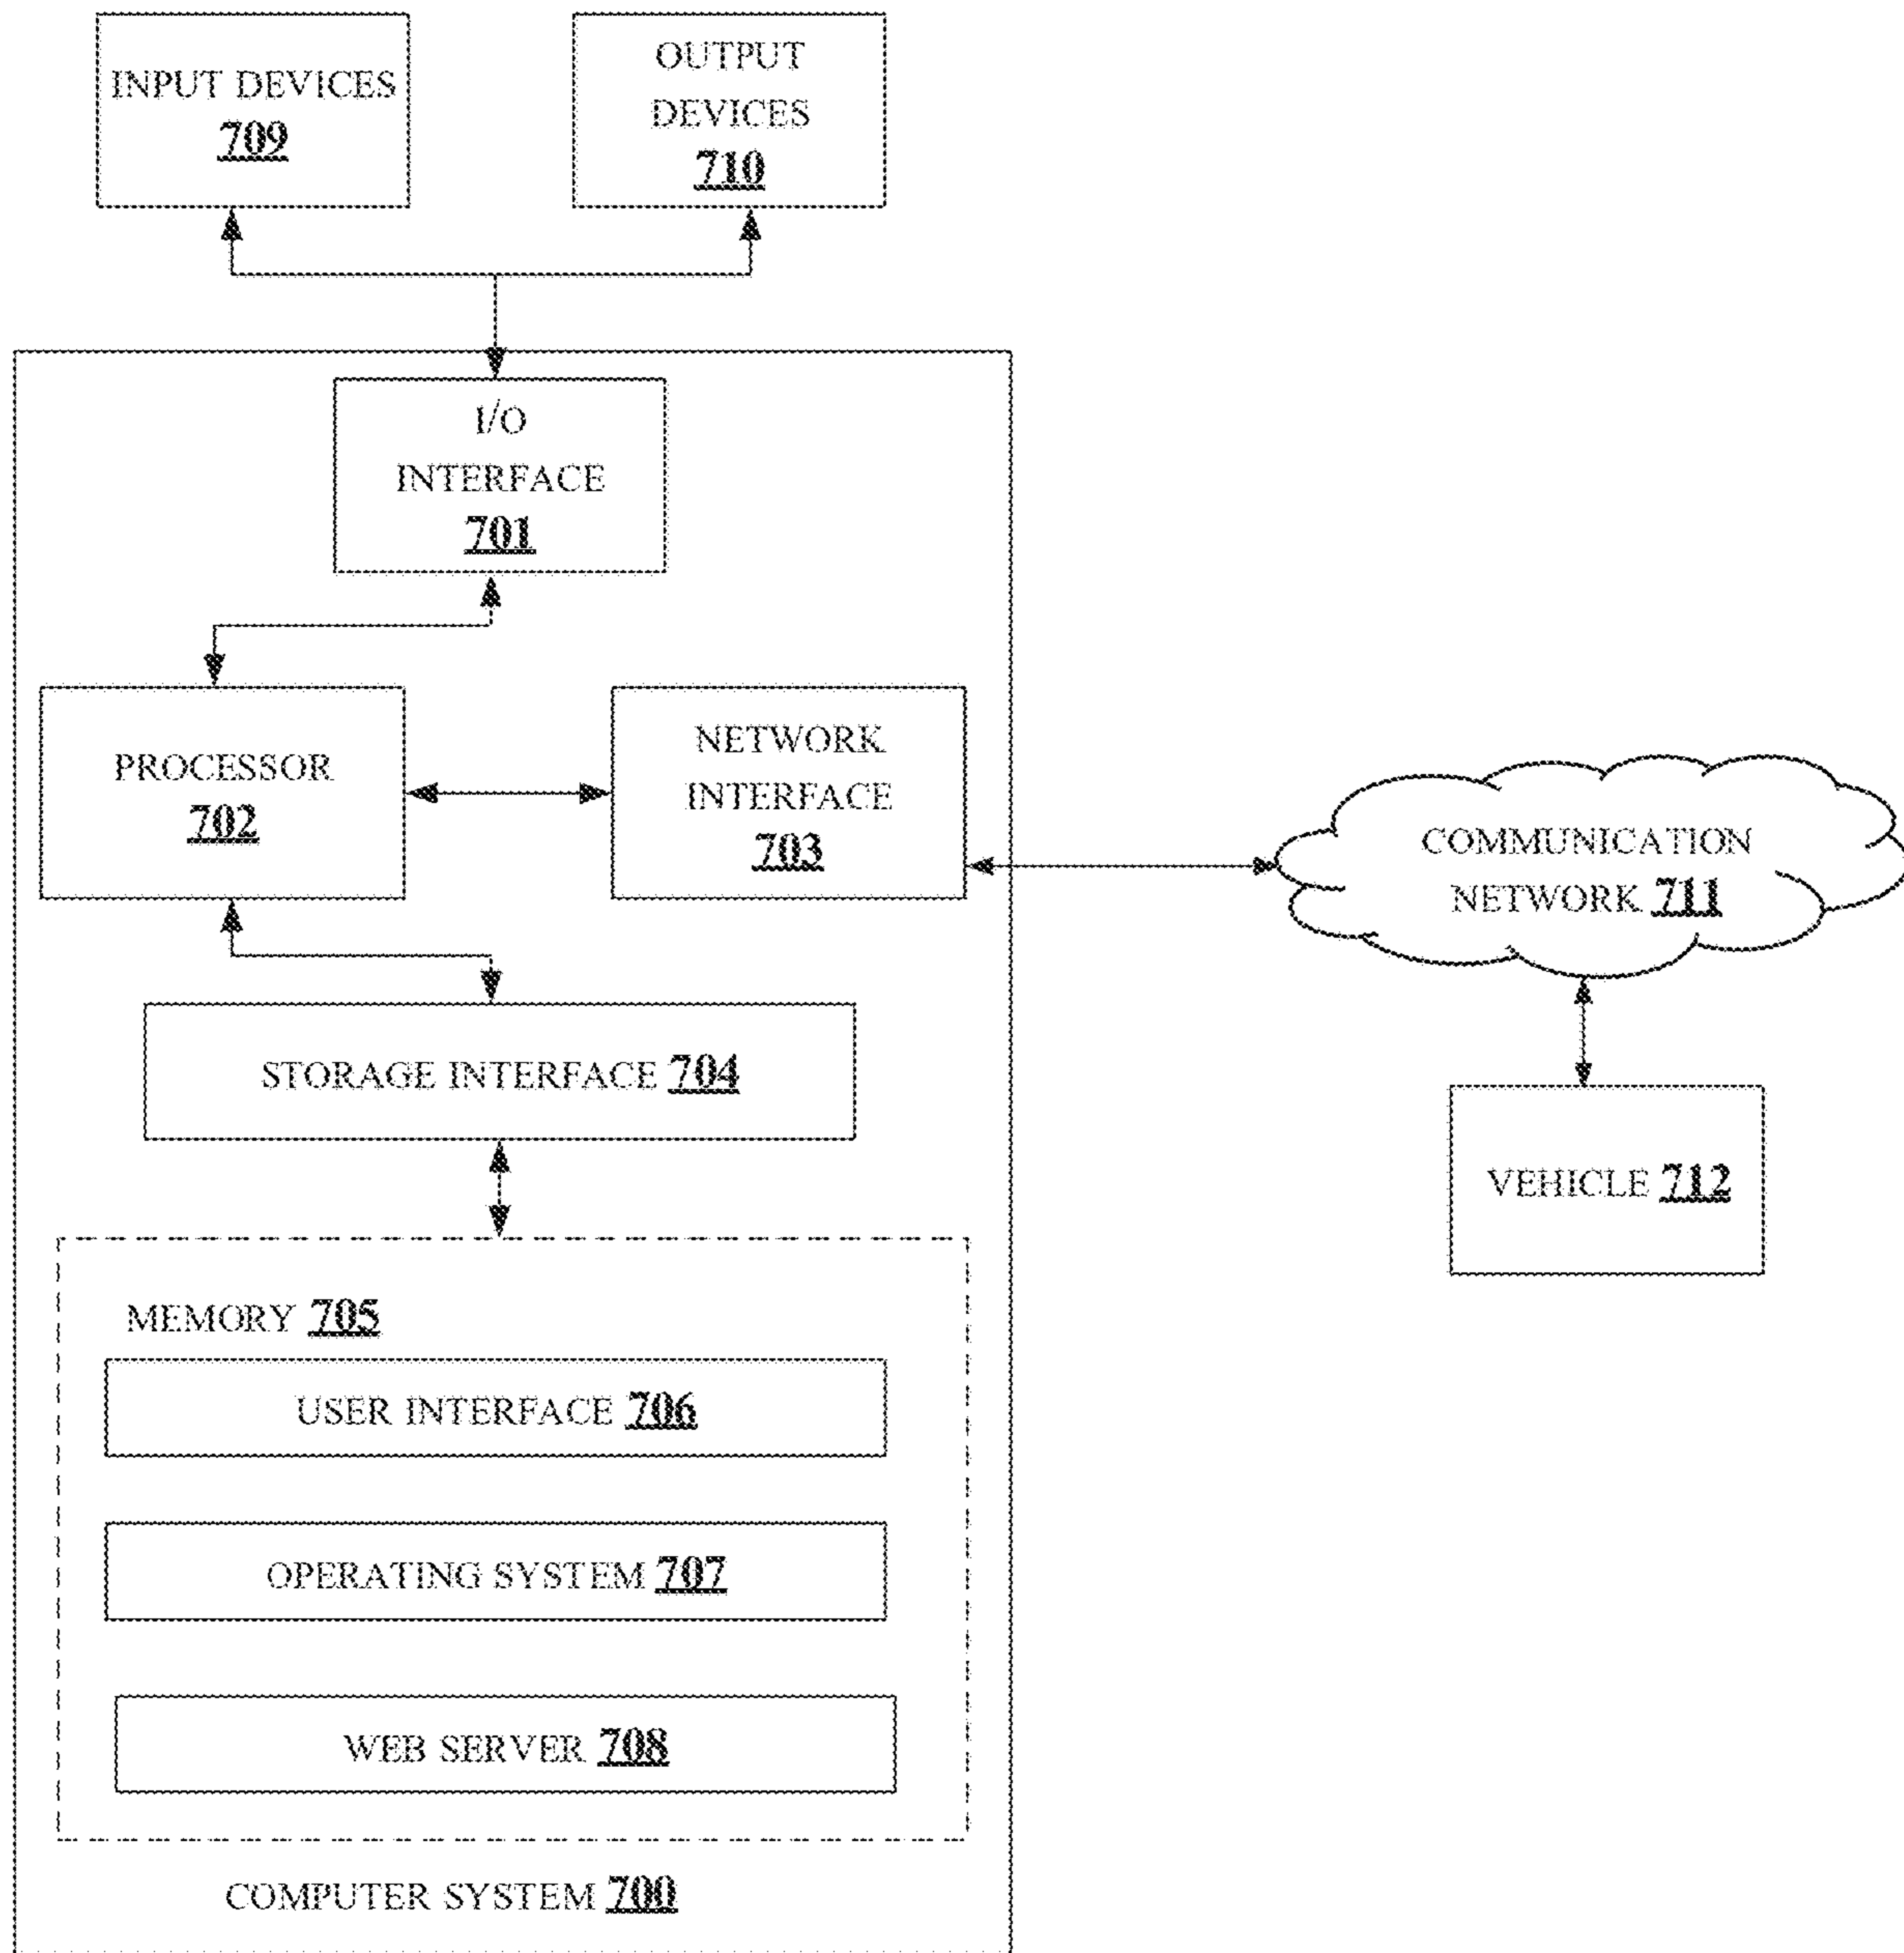 INPUT DEVICES
709
OUTPUT
DEVICES
710
I/O
INTERFACE
701
PROCESSOR
702
NETWORK
INTERFACE
703
COMMUNICATION
NETWORK 711
STORAGE INTERFACE 704
VEHICLE 712
MEMORY 705
USER INTERFACE 706
OPERATING SYSTEM 707
WEB SERVER 708
COMPUTER SYSTEM 700